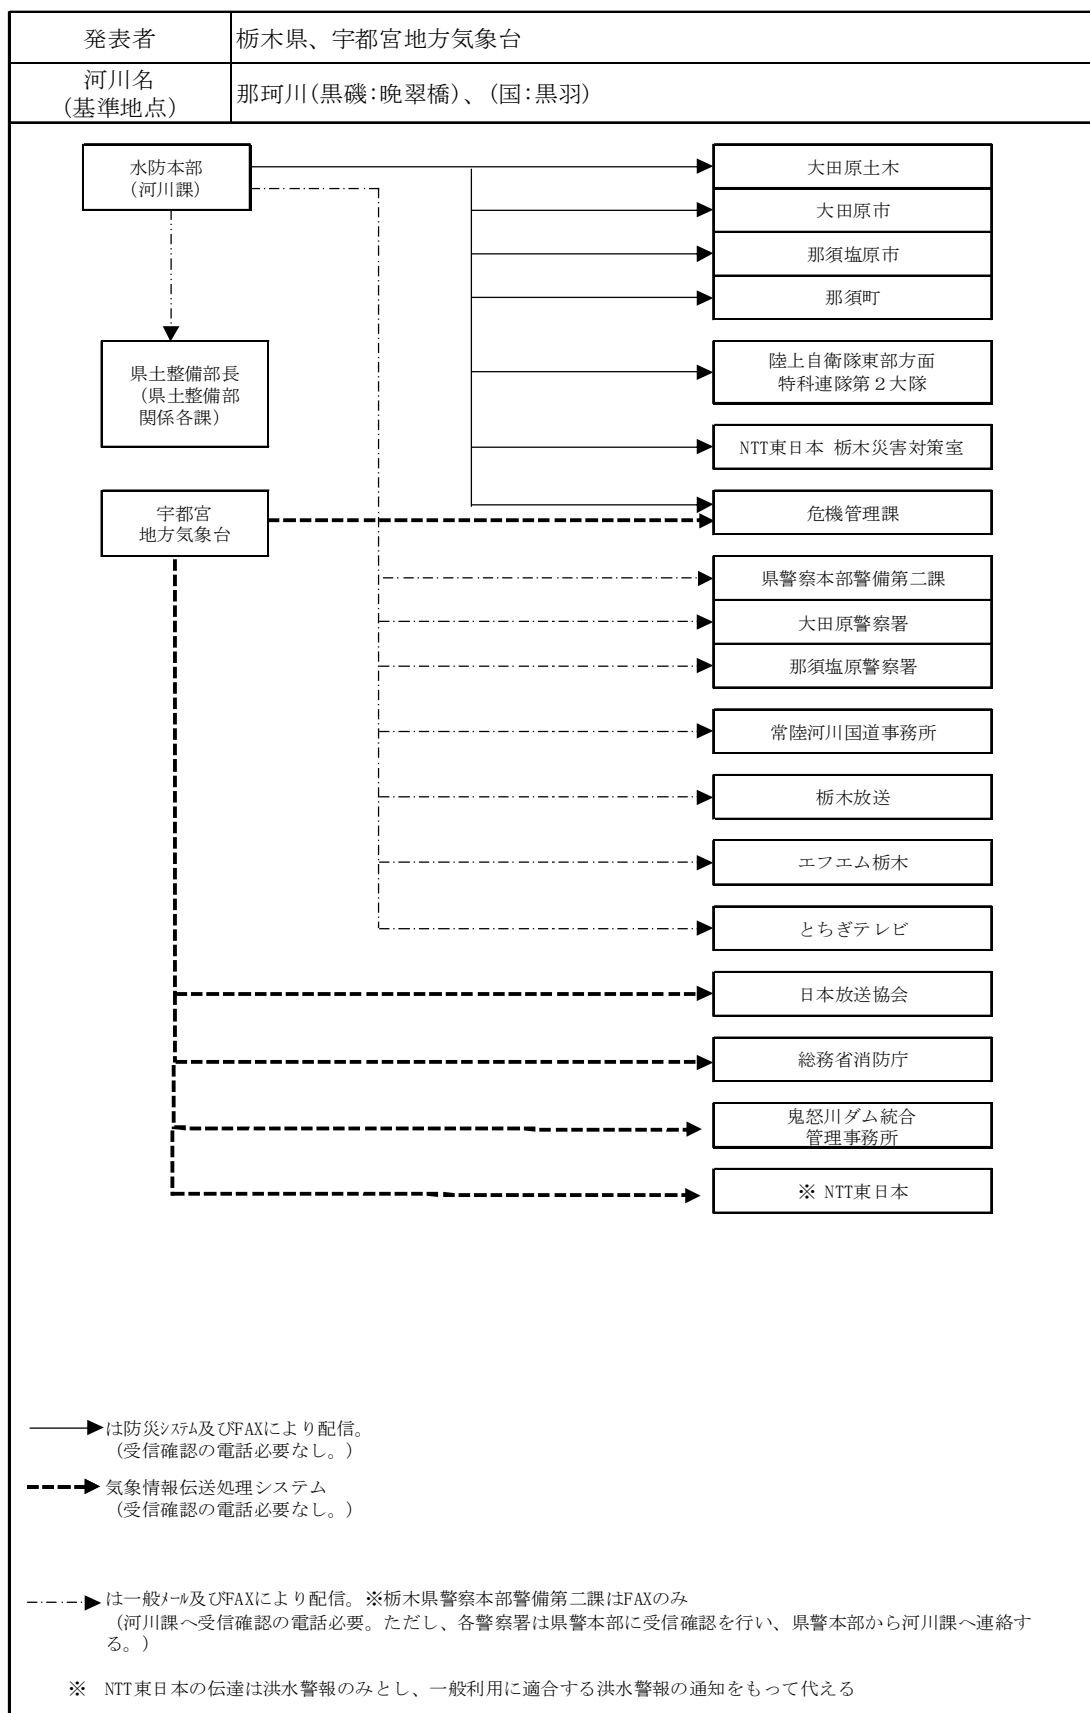 発表者
栃木県、宇都宮地方気象台
河川名
(基準地点)
那珂川(黒磯:晩翠橋)、(国:黒羽)
水防本部
(河川課)
大田原土木
大田原市
那須塩原市
那須町
県土整備部長
(県土整備部
関係各課)
陸上自衛隊東部方面
特科連隊第２大隊
NTT東日本 栃木災害対策室
宇都宮
地方気象台
危機管理課
県警察本部警備第二課
大田原警察署
那須塩原警察署
常陸河川国道事務所
栃木放送
エフエム栃木
とちぎテレビ
日本放送協会
総務省消防庁
鬼怒川ダム統合
管理事務所
※ NTT東日本
は防災ｼｽﾃﾑ及びFAXにより配信。
(受信確認の電話必要なし。)
気象情報伝送処理システム
(受信確認の電話必要なし。)
は一般ﾒｰﾙ及びFAXにより配信。※栃木県警察本部警備第二課はFAXのみ
(河川課へ受信確認の電話必要。ただし、各警察署は県警本部に受信確認を行い、県警本部から河川課へ連絡す
る。)
※　NTT東日本の伝達は洪水警報のみとし、一般利用に適合する洪水警報の通知をもって代える